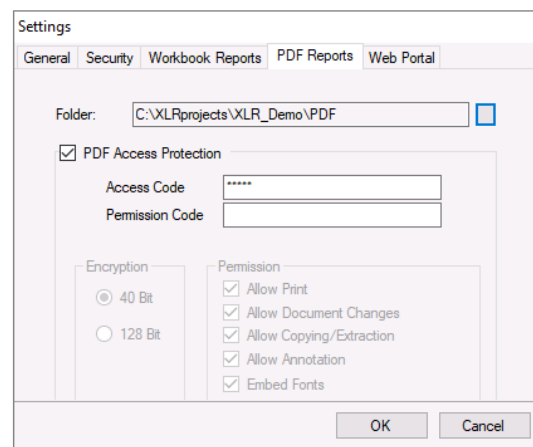 Settings
General Security Workbook Reports PDF Reports Web Portal
Folder: C:\XLRprojects\XLR_Demo\PDF
PDF Access Protection
Access Code *****
Permission Code
Encryption
40 Bit
128 Bit
Permission
Allow Print
Allow Document Changes
Allow Copying/Extraction
Allow Annotation
Embed Fonts
OK Cancel